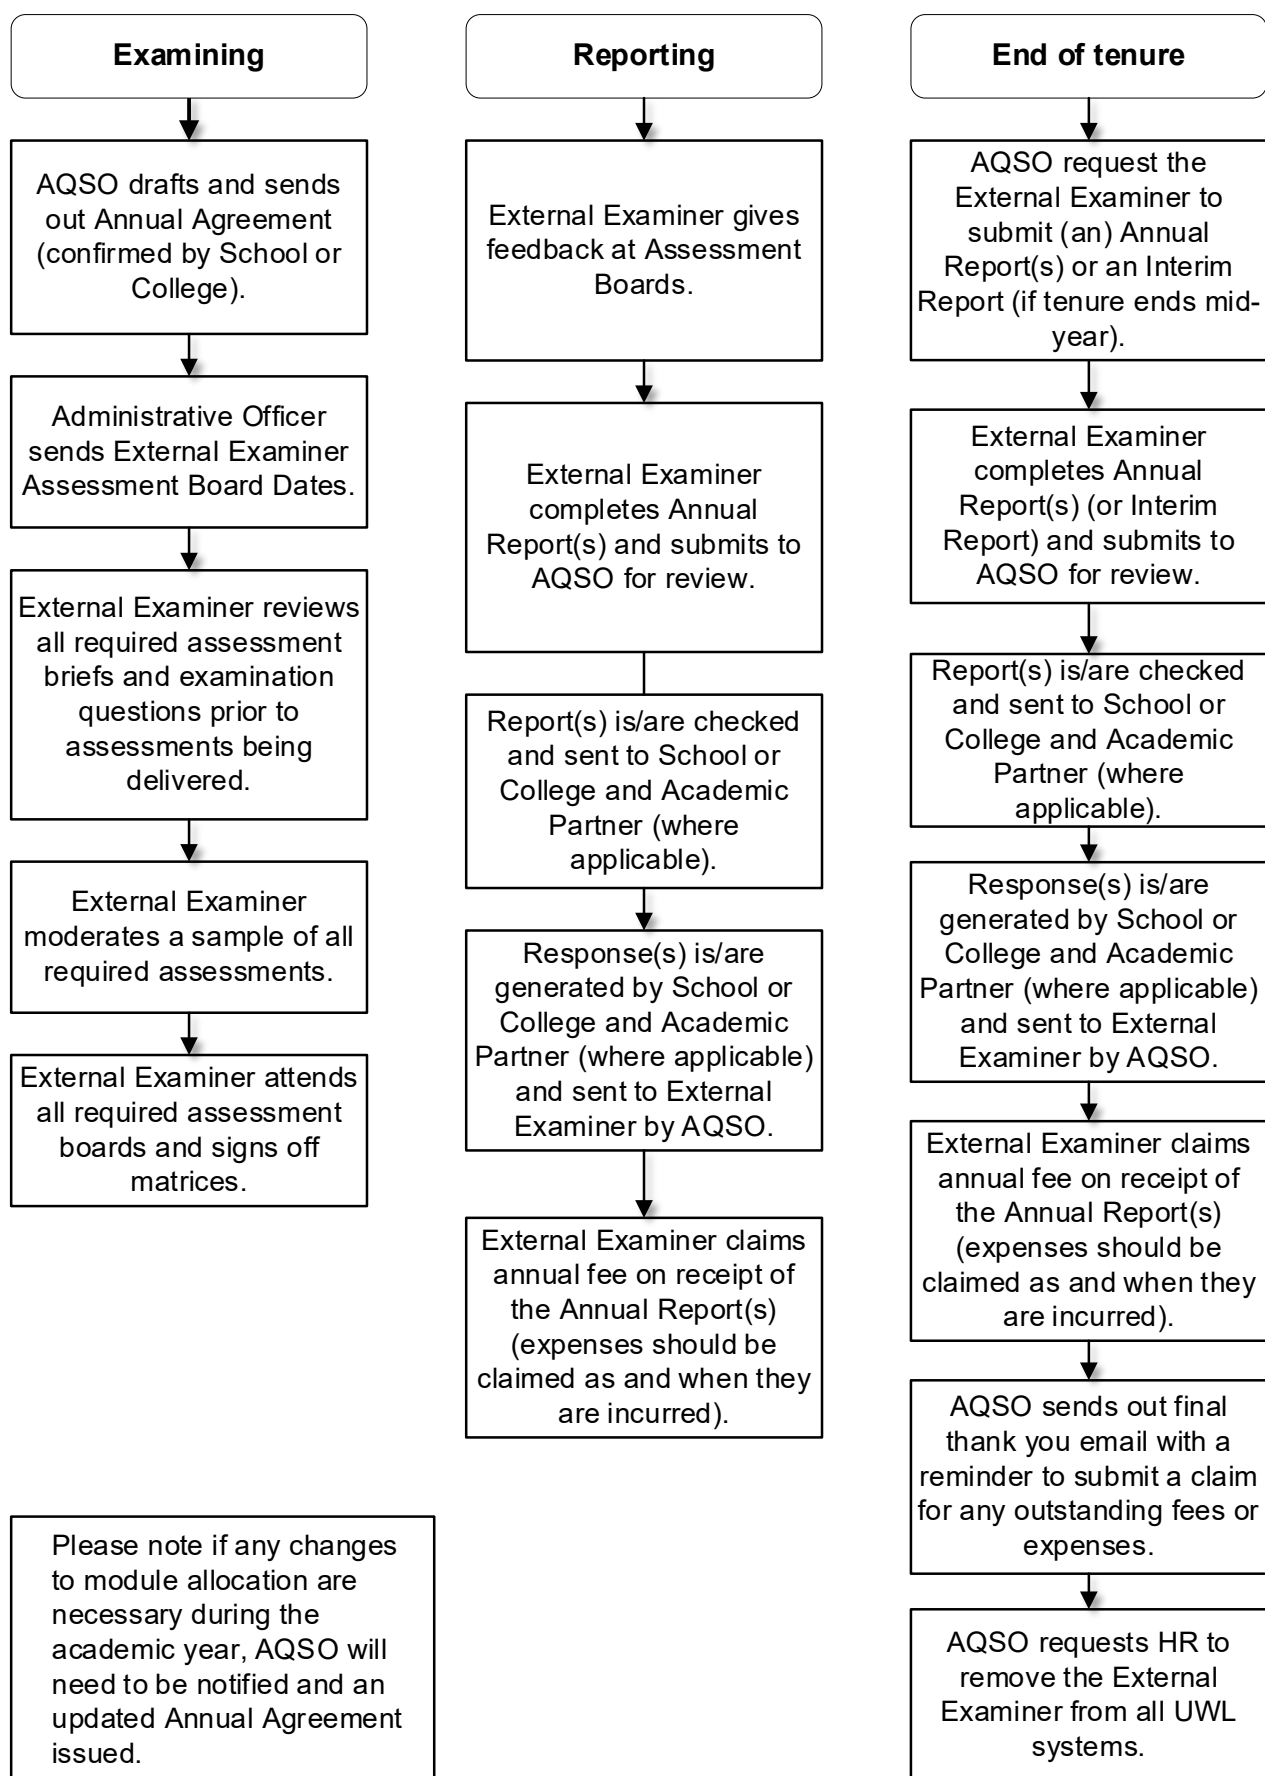 Examining
AQSO drafts and sends
out Annual Agreement
(confirmed by School or
College).
Administrative Officer
sends External Examiner
Assessment Board Dates.
External Examiner reviews
all required assessment
briefs and examination
questions prior to
assessments being
delivered.
External Examiner
moderates a sample of all
required assessments.
External Examiner attends
all required assessment
boards and signs off
matrices.
Please note if any changes
to module allocation are
necessary during the
academic year, AQSO will
need to be notified and an
updated Annual Agreement
issued.
Reporting
External Examiner gives
feedback at Assessment
Boards.
External Examiner
completes Annual
Report(s) and submits to
AQSO for review.
Report(s) is/are checked
and sent to School or
College and Academic
Partner (where
applicable).
Response(s) is/are
generated by School or
College and Academic
Partner (where applicable)
and sent to External
Examiner by AQSO.
External Examiner claims
annual fee on receipt of
the Annual Report(s)
(expenses should be
claimed as and when they
are incurred).
End of tenure
AQSO request the
External Examiner to
submit (an) Annual
Report(s) or an Interim
Report (if tenure ends mid-
year).
External Examiner
completes Annual
Report(s) (or Interim
Report) and submits to
AQSO for review.
Report(s) is/are checked
and sent to School or
College and Academic
Partner (where
applicable).
Response(s) is/are
generated by School or
College and Academic
Partner (where applicable)
and sent to External
Examiner by AQSO.
External Examiner claims
annual fee on receipt of
the Annual Report(s)
(expenses should be
claimed as and when they
are incurred).
AQSO sends out final
thank you email with a
reminder to submit a claim
for any outstanding fees or
expenses.
AQSO requests HR to
remove the External
Examiner from all UWL
systems.